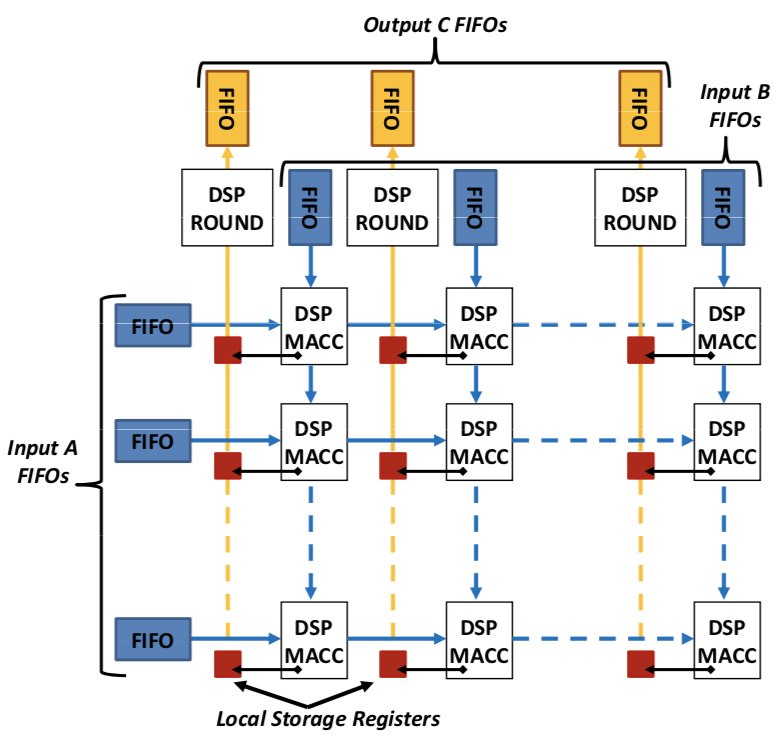 Output C FIFOs
FIFO
FIFO
FIFO
Input B
FIFOs
DSP
ROUND
FIFO
DSP
ROUND
FIFO
DSP
ROUND
FIFO
FIFO
DSP
MACC
DSP
MACC
DSP
MACC
Input A
FIFOs
FIFO
DSP
MACC
DSP
MACC
DSP
MACC
FIFO
DSP
MACC
DSP
MACC
DSP
MACC
Local Storage Registers